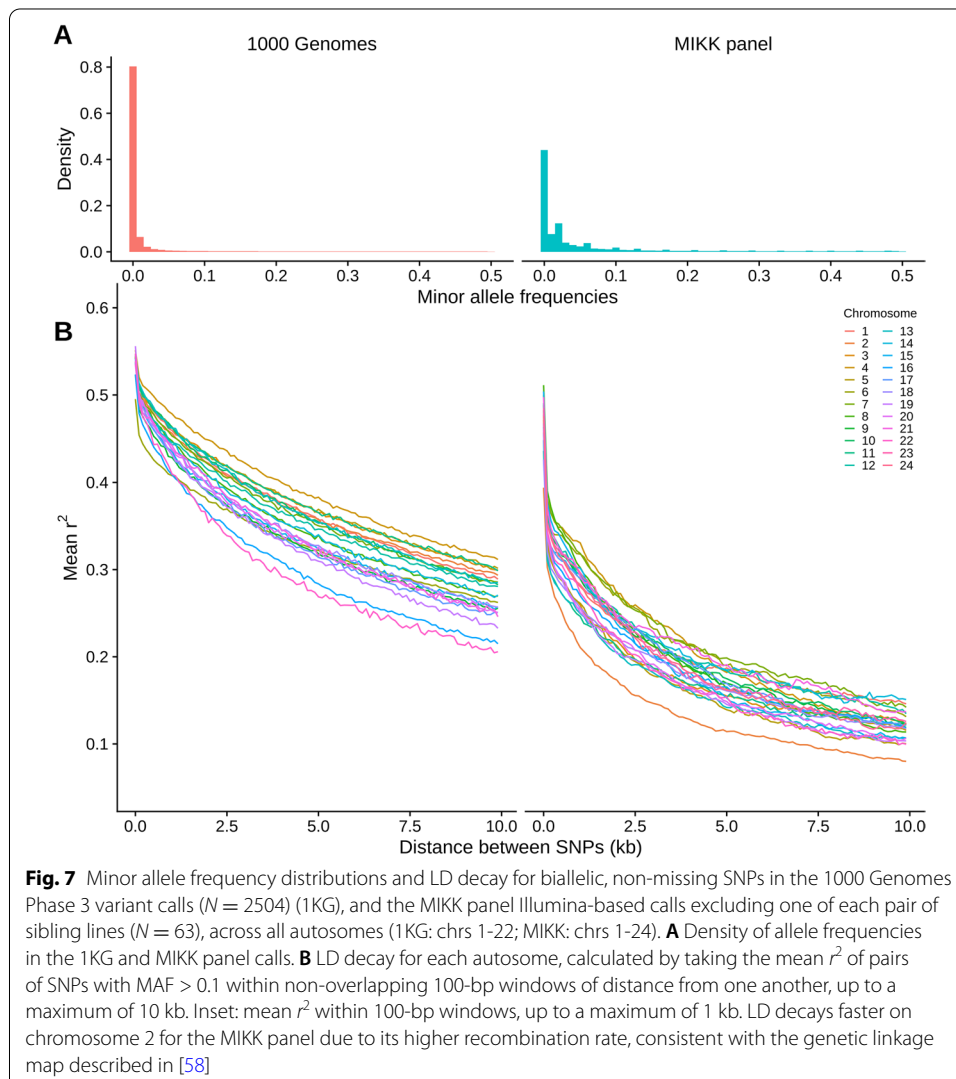 A
1000 Genomes
MIKK panel
Density
0.8
0.6
0.4
0.2
0.0
0.0 0.1 0.2 0.3 0.4 0.5
0.0 0.1 0.2 0.3 0.4 0.5
Minor allele frequencies
B
Mean r²
0.6
0.5
0.4
0.3
0.2
0.1
Chromosome
1 13
2 14
3 15
4 16
5 17
6 18
7 19
8 20
9 21
10 22
11 23
12 24
0.0 2.5 5.0 7.5 10.0
0.0 2.5 5.0 7.5 10.0
Distance between SNPs (kb)
Fig. 7 Minor allele frequency distributions and LD decay for biallelic, non-missing SNPs in the 1000 Genomes
Phase 3 variant calls (N = 2504) (1KG), and the MIKK panel Illumina-based calls excluding one of each pair of
sibling lines (N = 63), across all autosomes (1KG: chrs 1-22; MIKK: chrs 1-24). A Density of allele frequencies
in the 1KG and MIKK panel calls. B LD decay for each autosome, calculated by taking the mean r² of pairs
of SNPs with MAF > 0.1 within non-overlapping 100-bp windows of distance from one another, up to a
maximum of 10 kb. Inset: mean r² within 100-bp windows, up to a maximum of 1 kb. LD decays faster on
chromosome 2 for the MIKK panel due to its higher recombination rate, consistent with the genetic linkage
map described in [58]